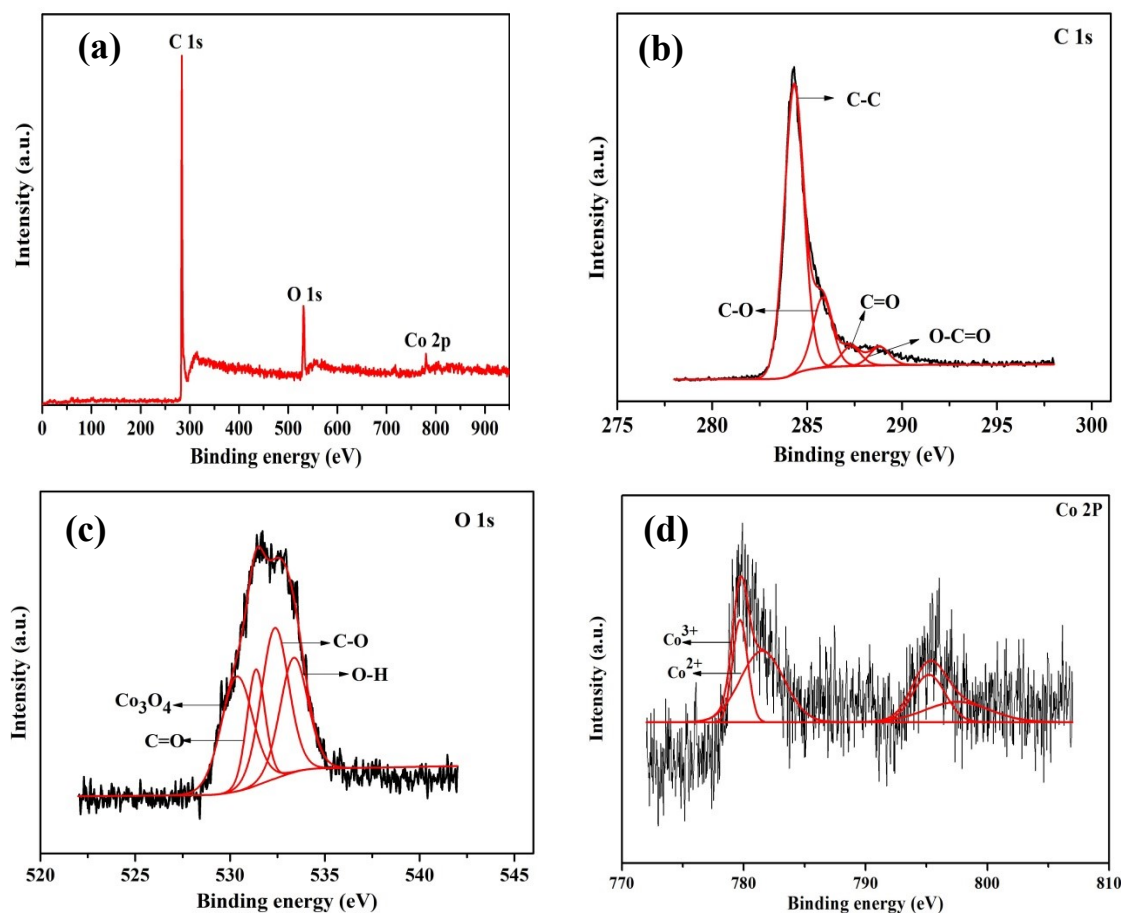 (a)
C 1s
O 1s
Co 2p
Intensity (a.u.)
0 100 200 300 400 500 600 700 800 900
Binding energy (eV)
(b)
C 1s
C-C
C-O
C=O
O-C=O
Intensity (a.u.)
275 280 285 290 295 300
Binding energy (eV)
(c)
O 1s
C-O
O-H
Co3O4
C=O
Intensity (a.u.)
520 525 530 535 540 545
Binding energy (eV)
(d)
Co 2P
Co3+
Co2+
Intensity (a.u.)
770 780 790 800 810
Binding energy (eV)